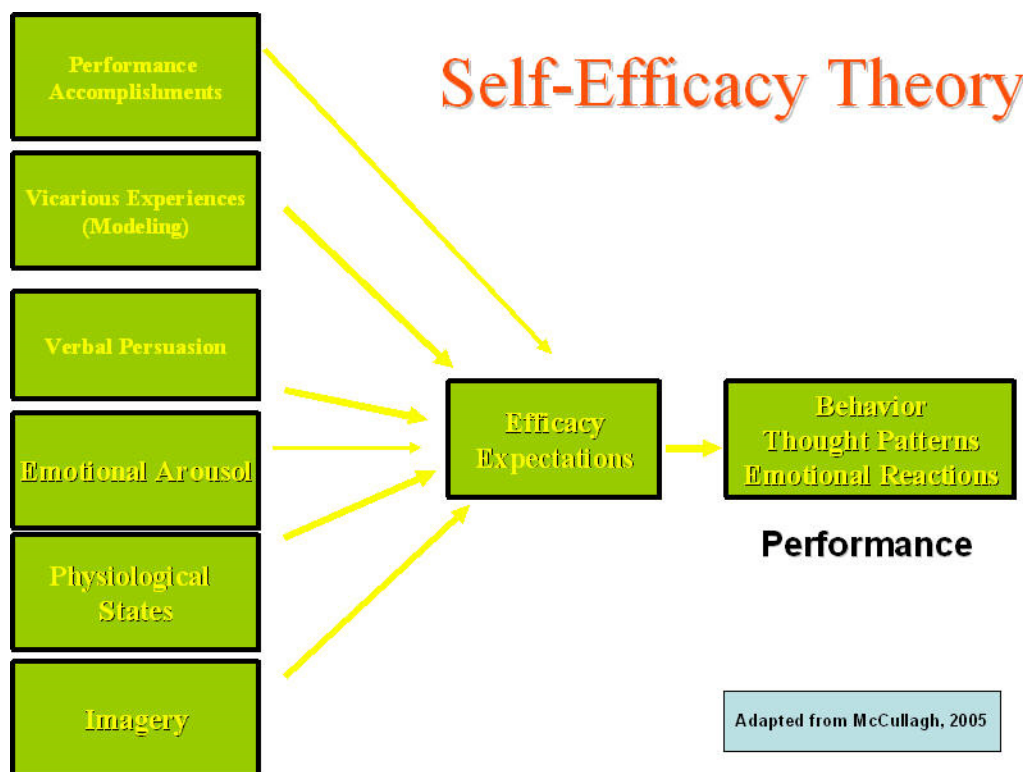 Self-Efficacy Theory
Performance
Accomplishments
Vicarious Experiences
(Modeling)
Verbal Persuasion
Emotional Arousol
Physiological
States
Imagery
Efficacy
Expectations
Behavior
Thought Patterns
Emotional Reactions
Performance
Adapted from McCullagh, 2005